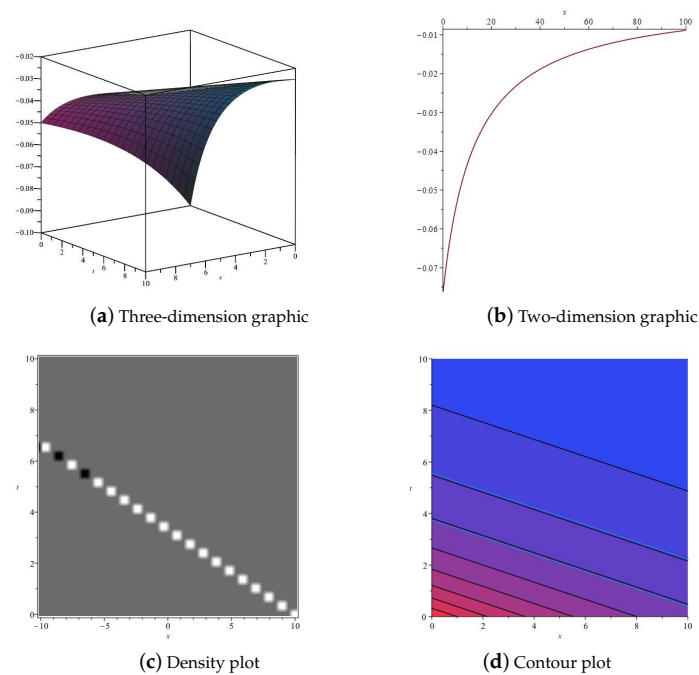 −0.02
−0.03
−0.04
−0.05
−0.06
−0.07
−0.08
−0.09
−0.10
0
2
4
6
8
10
t
10
8
6
4
2
0
x
(a) Three-dimension graphic
x
0 20 40 60 80 100
−0.01
−0.02
−0.03
−0.04
−0.05
−0.06
−0.07
(b) Two-dimension graphic
10
8
6
t
4
2
0
−10 −5 0 5 10
x
(c) Density plot
10
8
6
t
4
2
0
0 2 4 6 8 10
x
(d) Contour plot